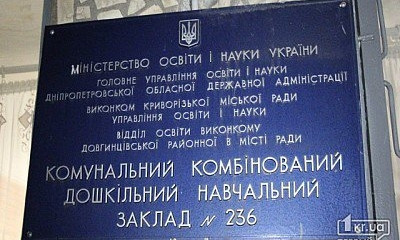 МІНІСТЕРСТВО ОСВІТИ І НАУКИ УКРАЇНИ
ГОЛОВНЕ УПРАВЛІННЯ ОСВІТИ І НАУКИ
ДНІПРОПЕТРОВСЬКОЇ ОБЛАСНОЇ ДЕРЖАВНОЇ АДМІНІСТРАЦІЇ
ВИКОНКОМ КРИВОРІЗЬКОЇ МІСЬКОЇ РАДИ
УПРАВЛІННЯ ОСВІТИ І НАУКИ
ВІДДІЛ ОСВІТИ ВИКОНКОМУ
ДОВГИНЦІВСЬКОЇ РАЙОННОЇ В МІСТІ РАДИ
КОМУНАЛЬНИЙ КОМБІНОВАНИЙ
ДОШКІЛЬНИЙ НАВЧАЛЬНИЙ
ЗАКЛАД № 236
1kr.ua